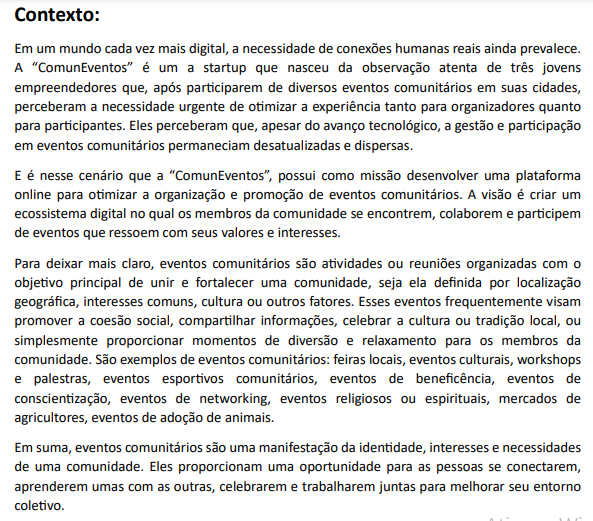 Contexto:
Em um mundo cada vez mais digital, a necessidade de conexões humanas reais ainda prevalece.
A “ComunEventos” é um a startup que nasceu da observação atenta de três jovens
empreendedores que, após participarem de diversos eventos comunitários em suas cidades,
perceberam a necessidade urgente de otimizar a experiência tanto para organizadores quanto
para participantes. Eles perceberam que, apesar do avanço tecnológico, a gestão e participação
em eventos comunitários permaneciam desatualizadas e dispersas.
E é nesse cenário que a “ComunEventos”, possui como missão desenvolver uma plataforma
online para otimizar a organização e promoção de eventos comunitários. A visão é criar um
ecossistema digital no qual os membros da comunidade se encontrem, colaborem e participem
de eventos que ressoem com seus valores e interesses.
Para deixar mais claro, eventos comunitários são atividades ou reuniões organizadas com o
objetivo principal de unir e fortalecer uma comunidade, seja ela definida por localização
geográfica, interesses comuns, cultura ou outros fatores. Esses eventos frequentemente visam
promover a coesão social, compartilhar informações, celebrar a cultura ou tradição local, ou
simplesmente proporcionar momentos de diversão e relaxamento para os membros da
comunidade. São exemplos de eventos comunitários: feiras locais, eventos culturais, workshops
e palestras, eventos esportivos comunitários, eventos de beneficência, eventos de
conscientização, eventos de networking, eventos religiosos ou espirituais, mercados de
agricultores, eventos de adoção de animais.
Em suma, eventos comunitários são uma manifestação da identidade, interesses e necessidades
de uma comunidade. Eles proporcionam uma oportunidade para as pessoas se conectarem,
aprenderem umas com as outras, celebrarem e trabalharem juntas para melhorar seu entorno
coletivo.